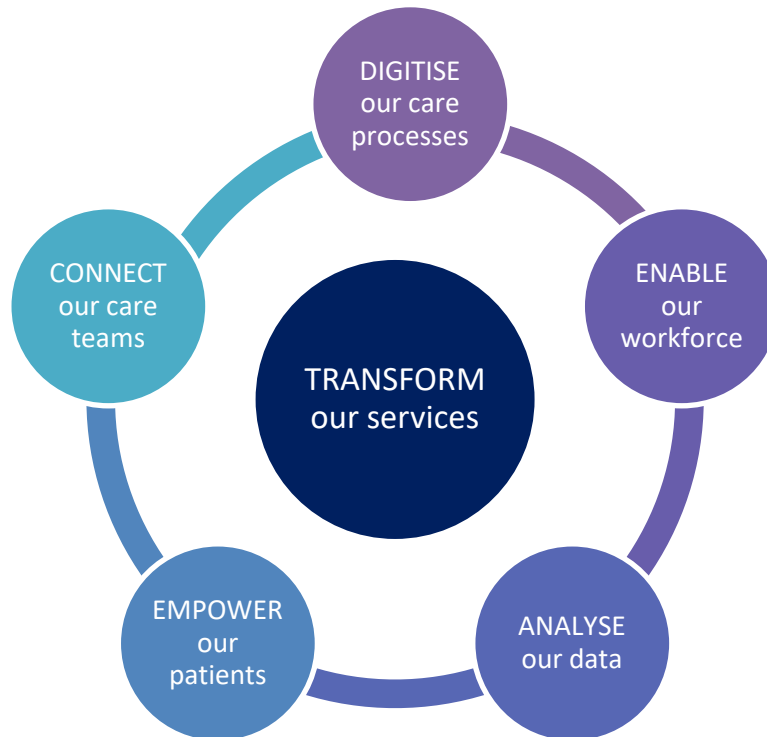 DIGITISE
our care
processes
ENABLE
our
workforce
ANALYSE
our data
EMPOWER
our
patients
CONNECT
our care
teams
TRANSFORM
our services